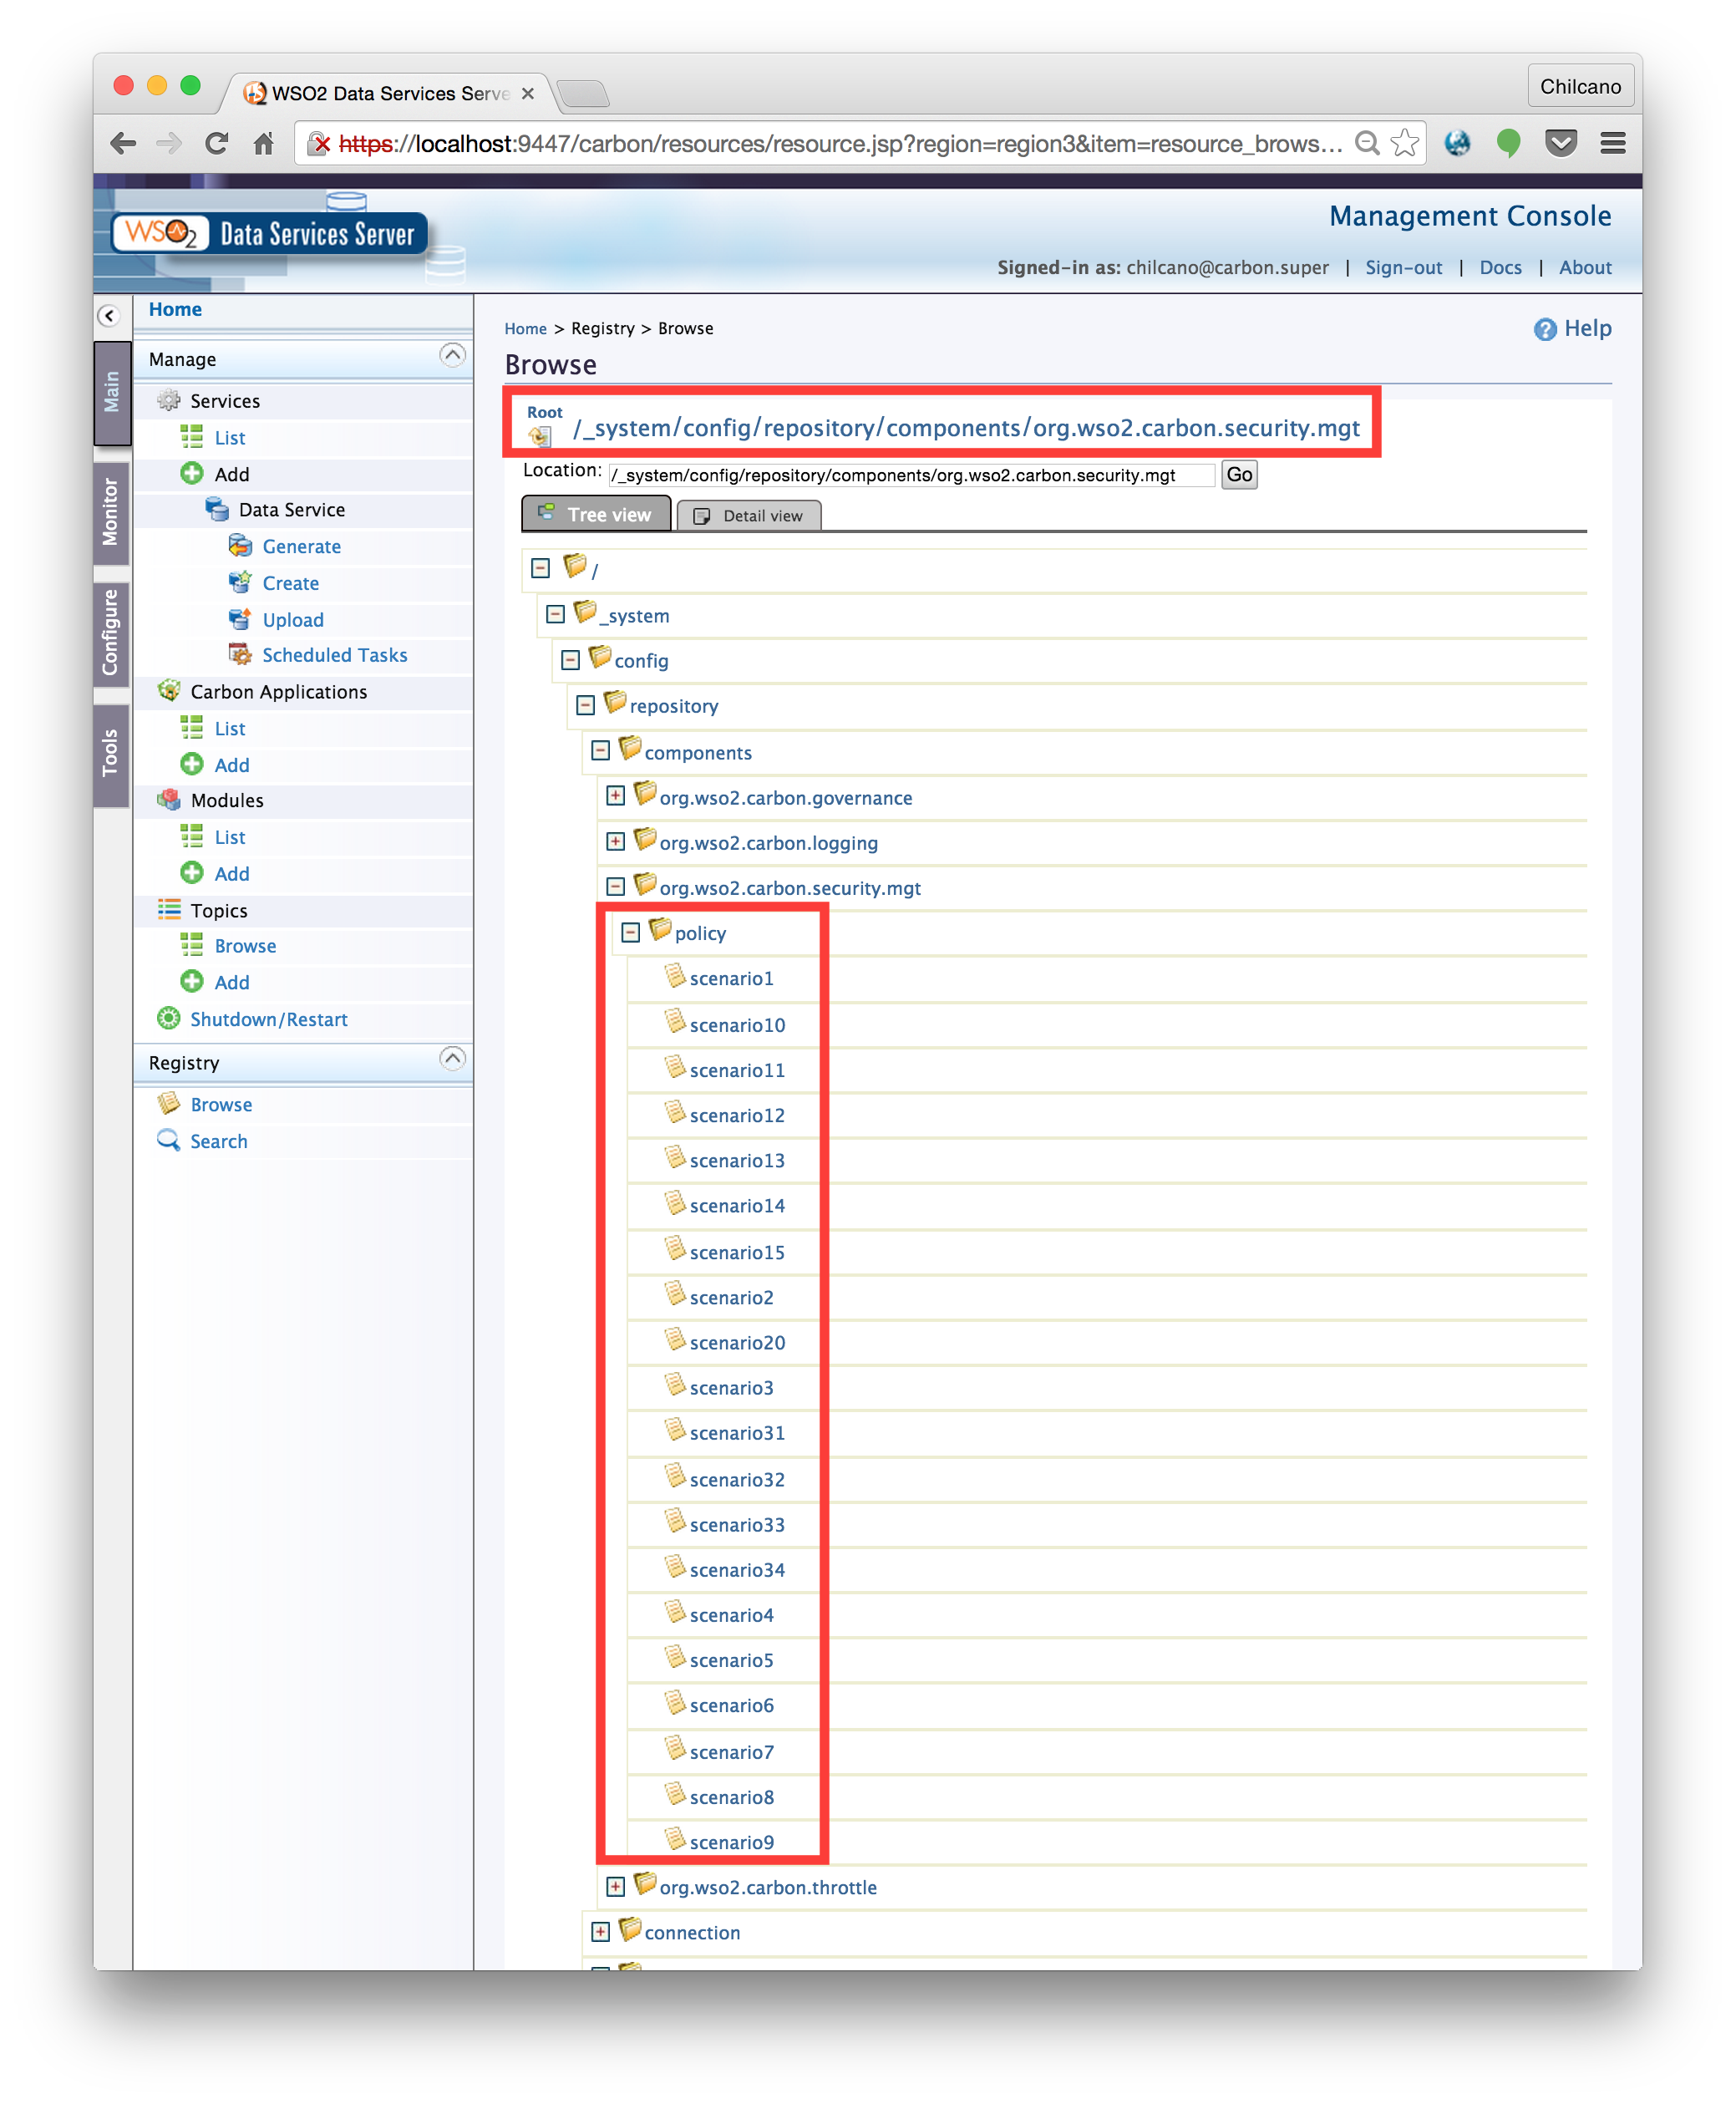 WSO2 Data Services Serve
Chilcano
https://localhost:9447/carbon/resources/resource.jsp?region=region3&item=resource_brows...
WSO2 Data Services Server
Management Console
Signed-in as: chilcano@carbon.super | Sign-out | Docs | About
Main
Monitor
Configure
Tools
Home
Manage
Services
List
Add
Data Service
Generate
Create
Upload
Scheduled Tasks
Carbon Applications
List
Add
Modules
List
Add
Topics
Browse
Add
Shutdown/Restart
Registry
Browse
Search
Home > Registry > Browse
Help
Browse
Root
/_system/config/repository/components/org.wso2.carbon.security.mgt
Location: /_system/config/repository/components/org.wso2.carbon.security.mgt Go
Tree view Detail view
/
_system
config
repository
components
org.wso2.carbon.governance
org.wso2.carbon.logging
org.wso2.carbon.security.mgt
policy
scenario1
scenario10
scenario11
scenario12
scenario13
scenario14
scenario15
scenario2
scenario20
scenario3
scenario31
scenario32
scenario33
scenario34
scenario4
scenario5
scenario6
scenario7
scenario8
scenario9
org.wso2.carbon.throttle
connection